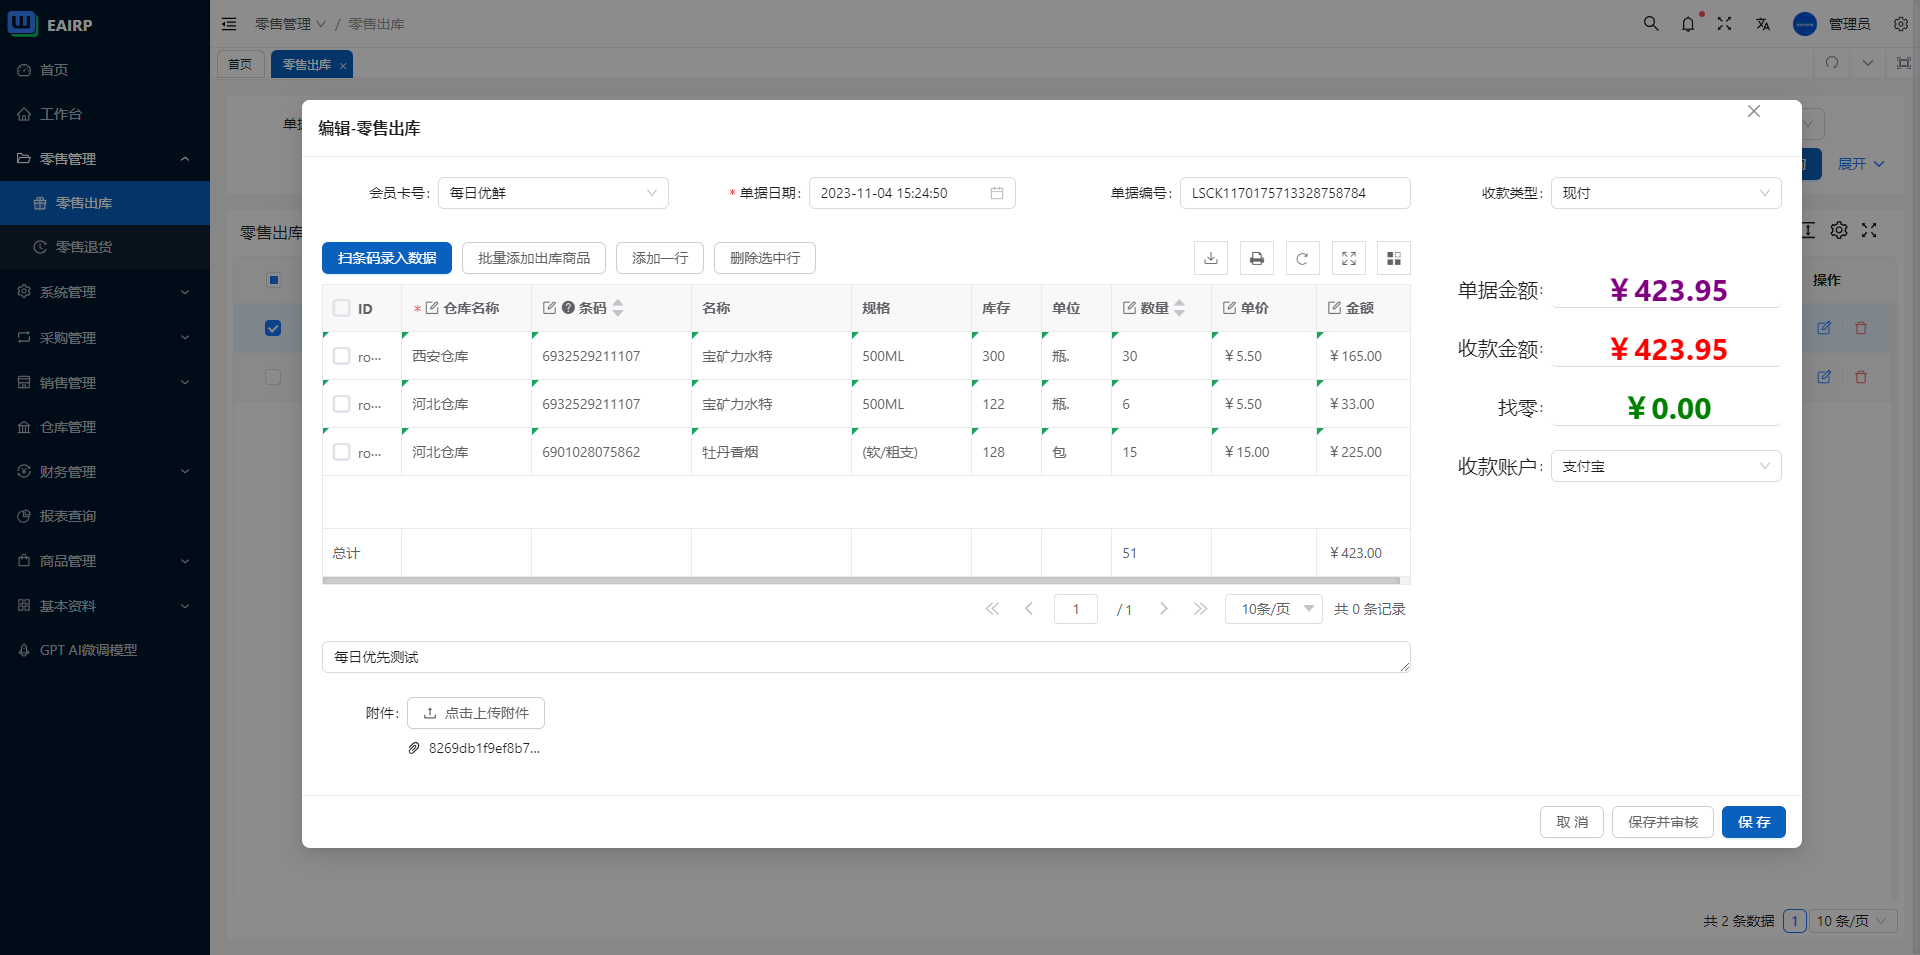 EAIRP
首页
工作台
零售管理
零售出库
零售退货
系统管理
采购管理
销售管理
仓库管理
财务管理
报表查询
商品管理
基本资料
GPT AI微调模型
零售管理 / 零售出库
管理员
首页
零售出库
展开
零售出库
操作
编辑-零售出库
会员卡号: 每日优鲜
* 单据日期: 2023-11-04 15:24:50
单据编号: LSCK1170175713328758784
收款类型: 现付
扫条码录入数据 批量添加出库商品 添加一行 删除选中行
ID * 仓库名称 条码 名称 规格 库存 单位 数量 单价 金额
ro... 西安仓库 6932529211107 宝矿力水特 500ML 300 瓶. 30 ￥5.50 ￥165.00
ro... 河北仓库 6932529211107 宝矿力水特 500ML 122 瓶. 6 ￥5.50 ￥33.00
ro... 河北仓库 6901028075862 牡丹香烟 (软/粗支) 128 包 15 ￥15.00 ￥225.00
总计 51 ￥423.00
1 / 1 10条/页 共 0 条记录
每日优先测试
附件: 点击上传附件
8269db1f9ef8b7...
单据金额: ￥423.95
收款金额: ￥423.95
找零: ￥0.00
收款账户: 支付宝
取 消 保存并审核 保 存
共 2 条数据 1 10 条/页